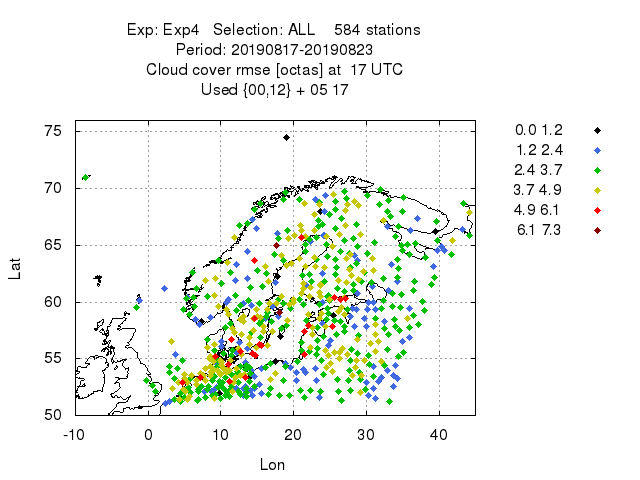 Exp: Exp4 Selection: ALL 584 stations
Period: 20190817-20190823
Cloud cover rmse [octas] at 17 UTC
Used {00,12} + 05 17
0.0 1.2
1.2 2.4
2.4 3.7
3.7 4.9
4.9 6.1
6.1 7.3
75
70
65
60
55
50
Lat
-10 0 10 20 30 40
Lon